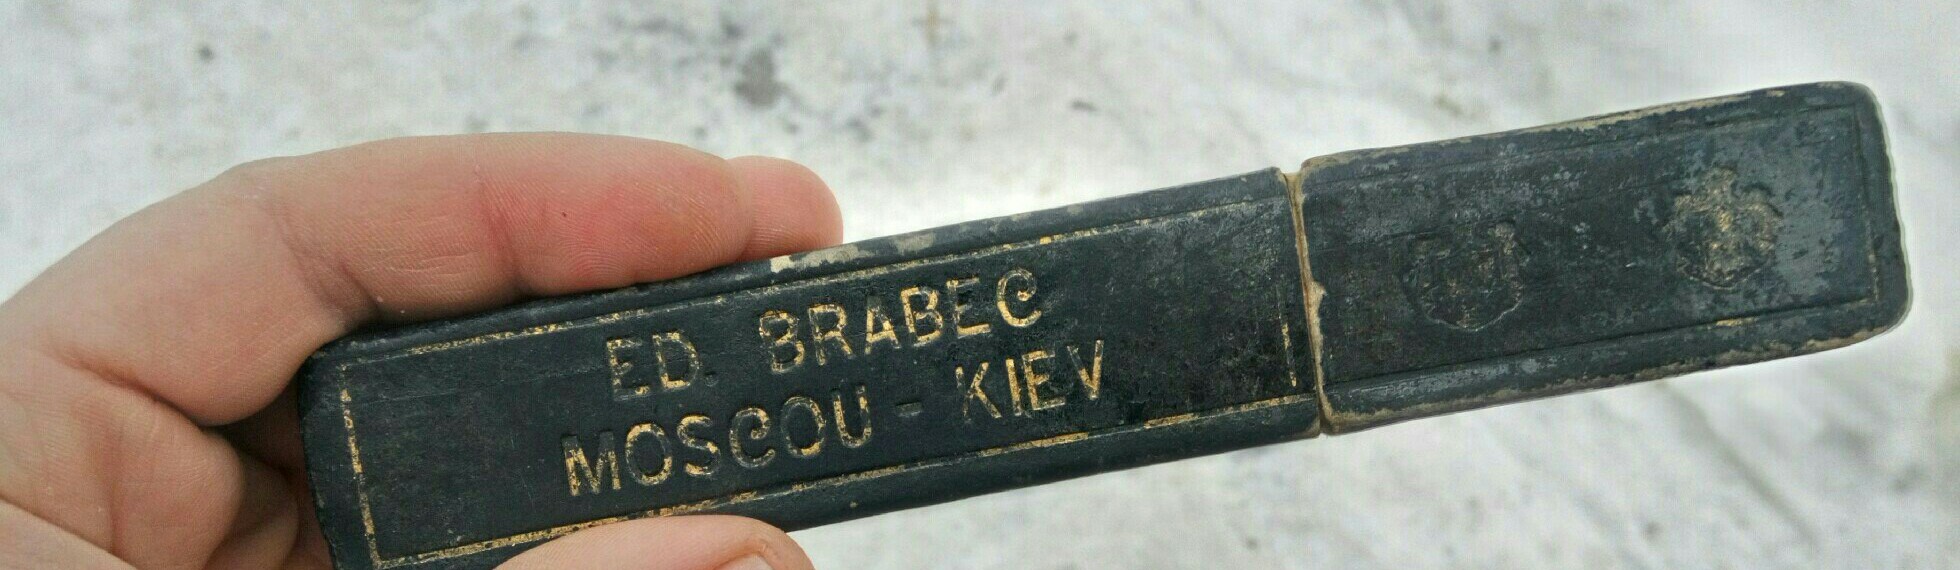 ED. BRABEC
MOSCOU - KIEV